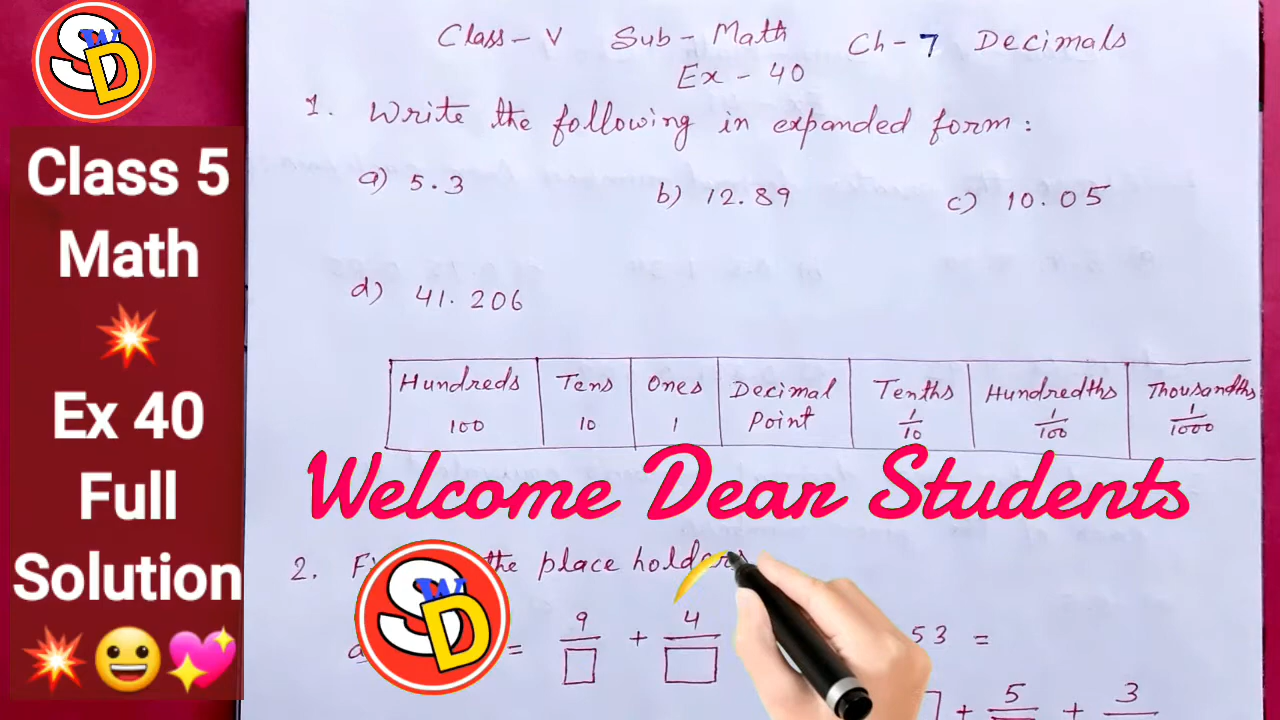 SWD
Class 5
Math
Ex 40
Full
Solution
Class - V Sub - Math Ch - 7 Decimals
Ex - 40
1. Write the following in expanded form :
a) 5.3 b) 12.89 c) 10.05
d) 41.206
Hundreds Tens Ones Decimal Point Tenths Hundredths Thousandths
100 10 1 1/10 1/100 1/1000
Welcome Dear Students
2. the place holders
SWD
= 9/□ + 4/□
53 =
+ 5 + 3